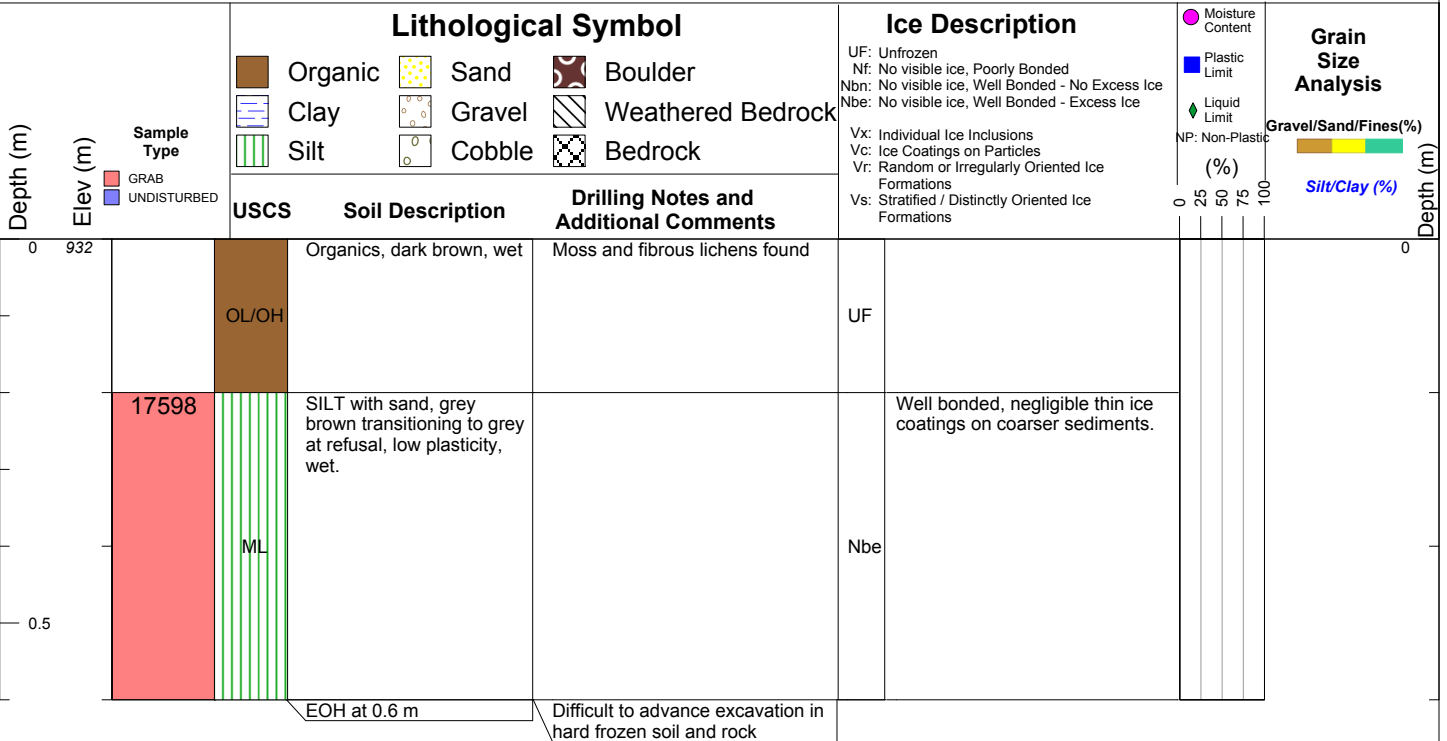 Depth (m)
Elev (m)
Sample
Type
GRAB
UNDISTURBED
Lithological Symbol
Organic
Sand
Boulder
Clay
Gravel
Weathered Bedrock
Silt
Cobble
Bedrock
USCS
Soil Description
Drilling Notes and
Additional Comments
Ice Description
UF: Unfrozen
Nf: No visible ice, Poorly Bonded
Nbn: No visible ice, Well Bonded - No Excess Ice
Nbe: No visible ice, Well Bonded - Excess Ice
Vx: Individual Ice Inclusions
Vc: Ice Coatings on Particles
Vr: Random or Irregularly Oriented Ice
Formations
Vs: Stratified / Distinctly Oriented Ice
Formations
Moisture
Content
Plastic
Limit
Liquid
Limit
NP: Non-Plastic
(%)
0 25 50 75 100
Grain
Size
Analysis
Gravel/Sand/Fines(%)
Silt/Clay (%)
Depth (m)
0 932
Organics, dark brown, wet
Moss and fibrous lichens found
0
OL/OH
UF
17598
SILT with sand, grey
brown transitioning to grey
at refusal, low plasticity,
wet.
Well bonded, negligible thin ice
coatings on coarser sediments.
ML
Nbe
0.5
EOH at 0.6 m
Difficult to advance excavation in
hard frozen soil and rock